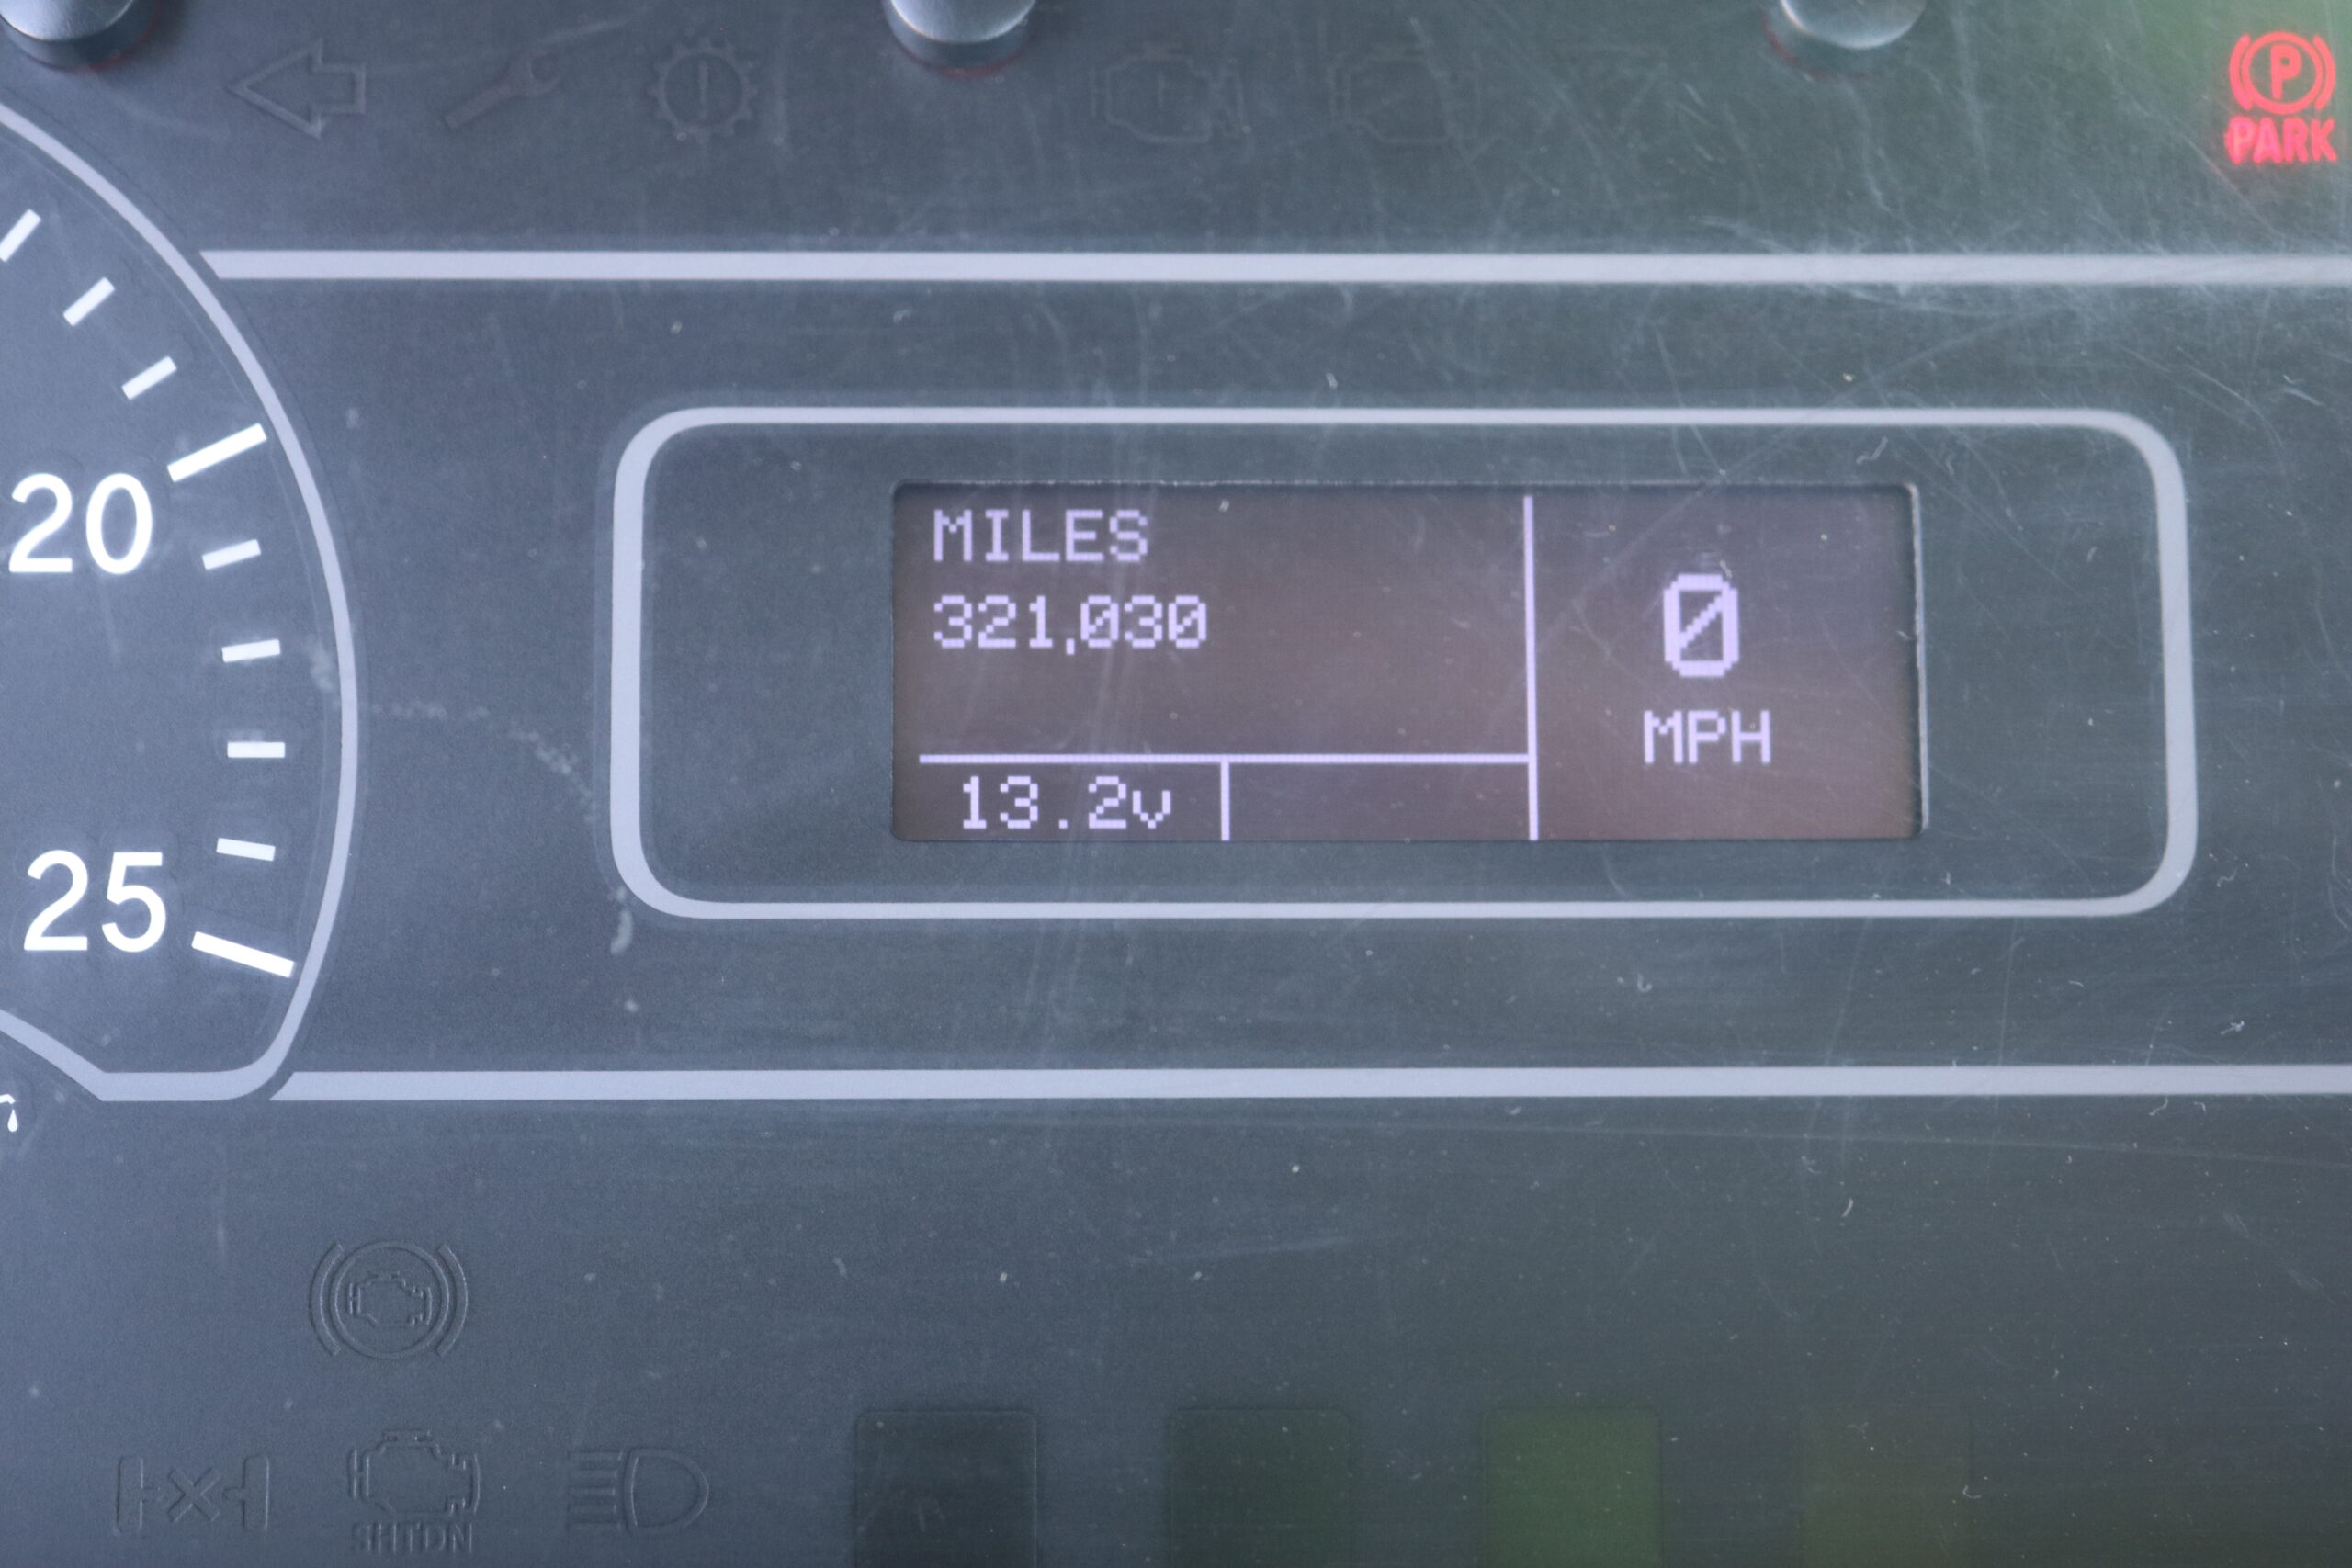 P
PARK
20
25
MILES
321,030
0
MPH
13.2v
SHTDN